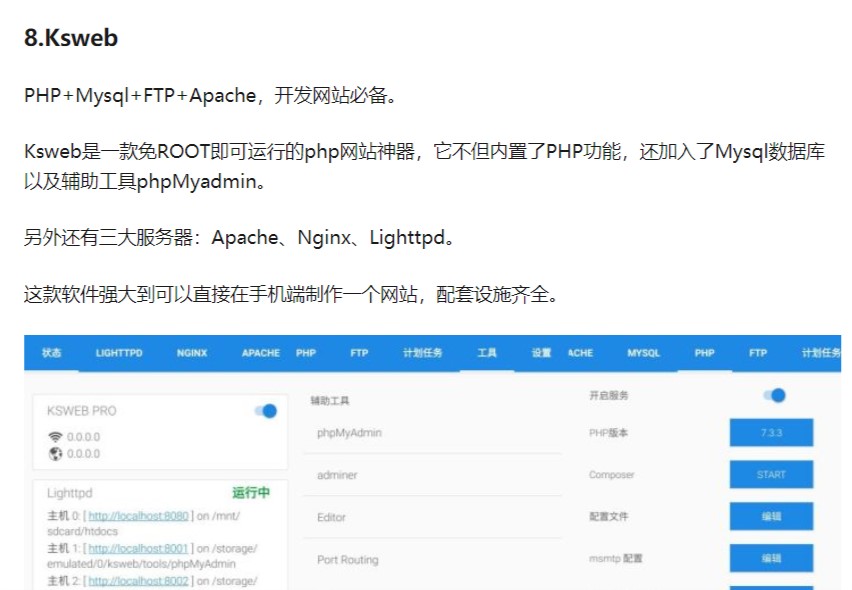 8.Ksweb
PHP+Mysql+FTP+Apache，开发网站必备。
Ksweb是一款免ROOT即可运行的php网站神器，它不但内置了PHP功能，还加入了Mysql数据库
以及辅助工具phpMyadmin。
另外还有三大服务器：Apache、Nginx、Lighttpd。
这款软件强大到可以直接在手机端制作一个网站，配套设施齐全。
状态 LIGHTTPD NGINX APACHE PHP FTP 计划任务 工具 设置 ACHE MYSQL PHP FTP 计划任务
KSWEB PRO
0.0.0.0
0.0.0.0
Lighttpd 运行中
主机 0: [ http://localhost:8080 ] on /mnt/
sdcard/htdocs
主机 1: [ http://localhost:8001 ] on /storage/
emulated/0/ksweb/tools/phpMyAdmin
主机 2: [ http://localhost:8002 ] on /storage/
辅助工具
phpMyAdmin
adminer
Editor
Port Routing
开启服务
PHP版本 7.3.3
Composer START
配置文件 编辑
msmtp 配置 编辑